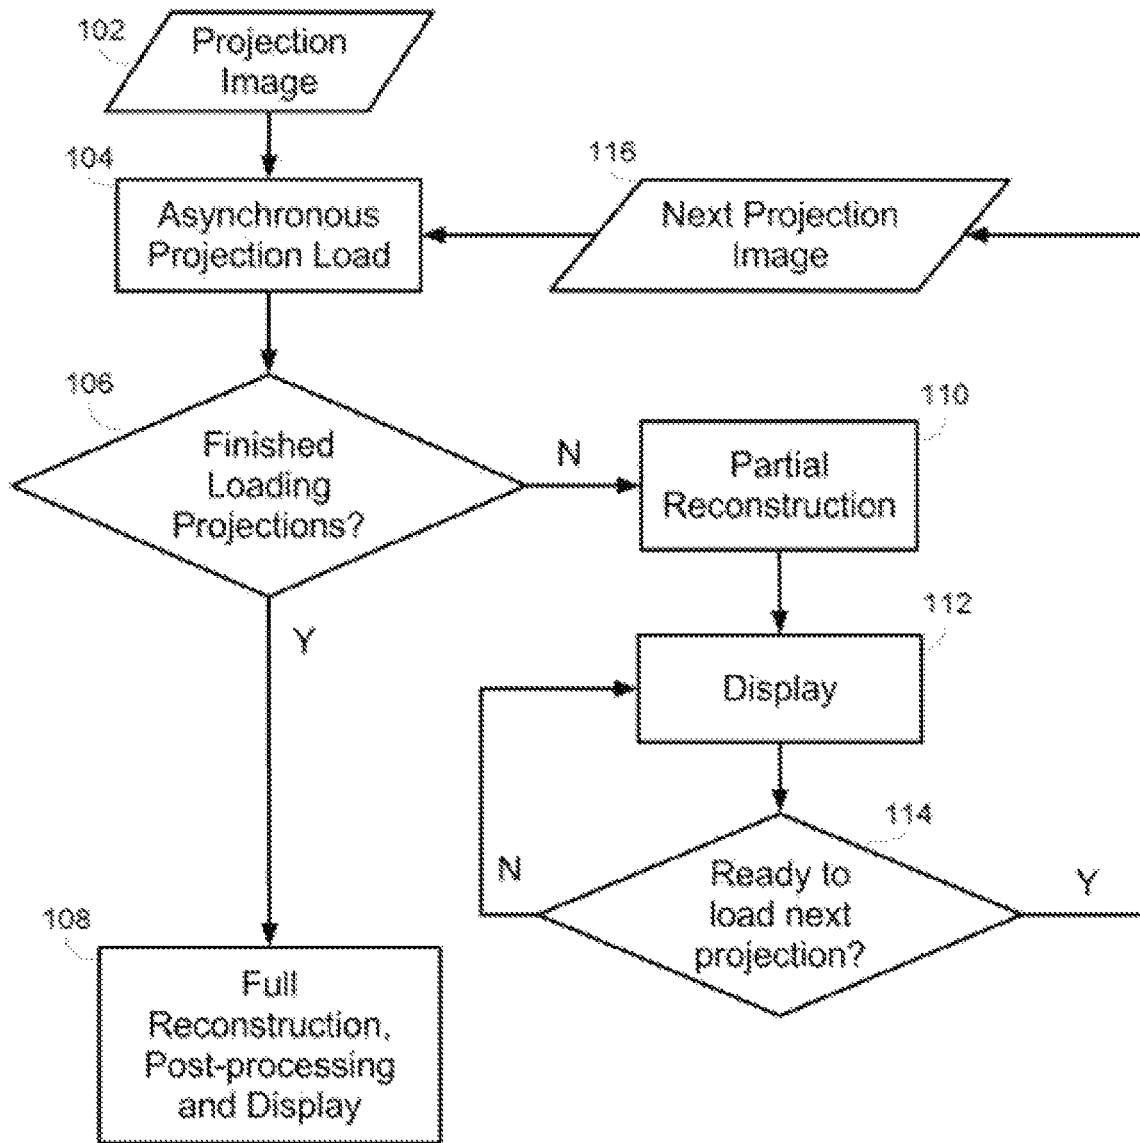 102
Projection
Image
104
Asynchronous
Projection Load
116
Next Projection
Image
106
Finished
Loading
Projections?
N
Y
110
Partial
Reconstruction
112
Display
114
Ready to
load next
projection?
N
Y
108
Full
Reconstruction,
Post-processing
and Display